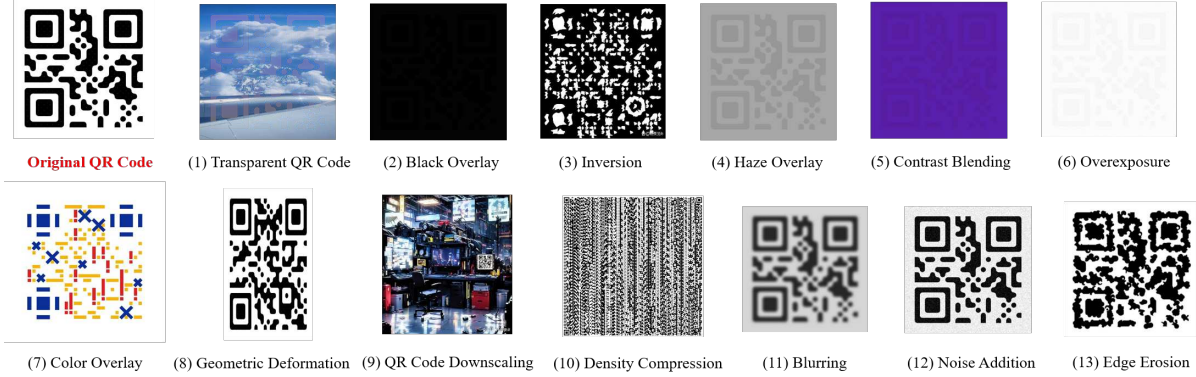 Original QR Code
(1) Transparent QR Code
(2) Black Overlay
(3) Inversion
(4) Haze Overlay
(5) Contrast Blending
(6) Overexposure
(7) Color Overlay
(8) Geometric Deformation
(9) QR Code Downscaling
(10) Density Compression
(11) Blurring
(12) Noise Addition
(13) Edge Erosion